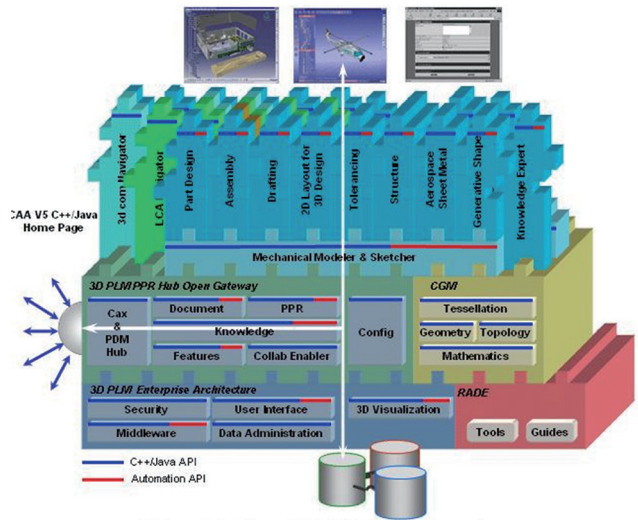 CAA V5 C++/Java
Home Page
3d com Navigator
LCA Navigator
Part Design
Assembly
Drafting
2D Layout for
3D Design
Tolerancing
Structure
Aerospace
Sheet Metal
Generative Shape
Knowledge Expert
Mechanical Modeler & Sketcher
3D PLM PPR Hub Open Gateway
CGM
Cax
&
PDM
Hub
Document
PPR
Knowledge
Features
Collab Enabler
Config
Tessellation
Geometry
Topology
Mathematics
3D PLM Enterprise Architecture
RADE
Security
User Interface
3D Visualization
Middleware
Data Administration
Tools
Guides
C++/Java API
Automation API